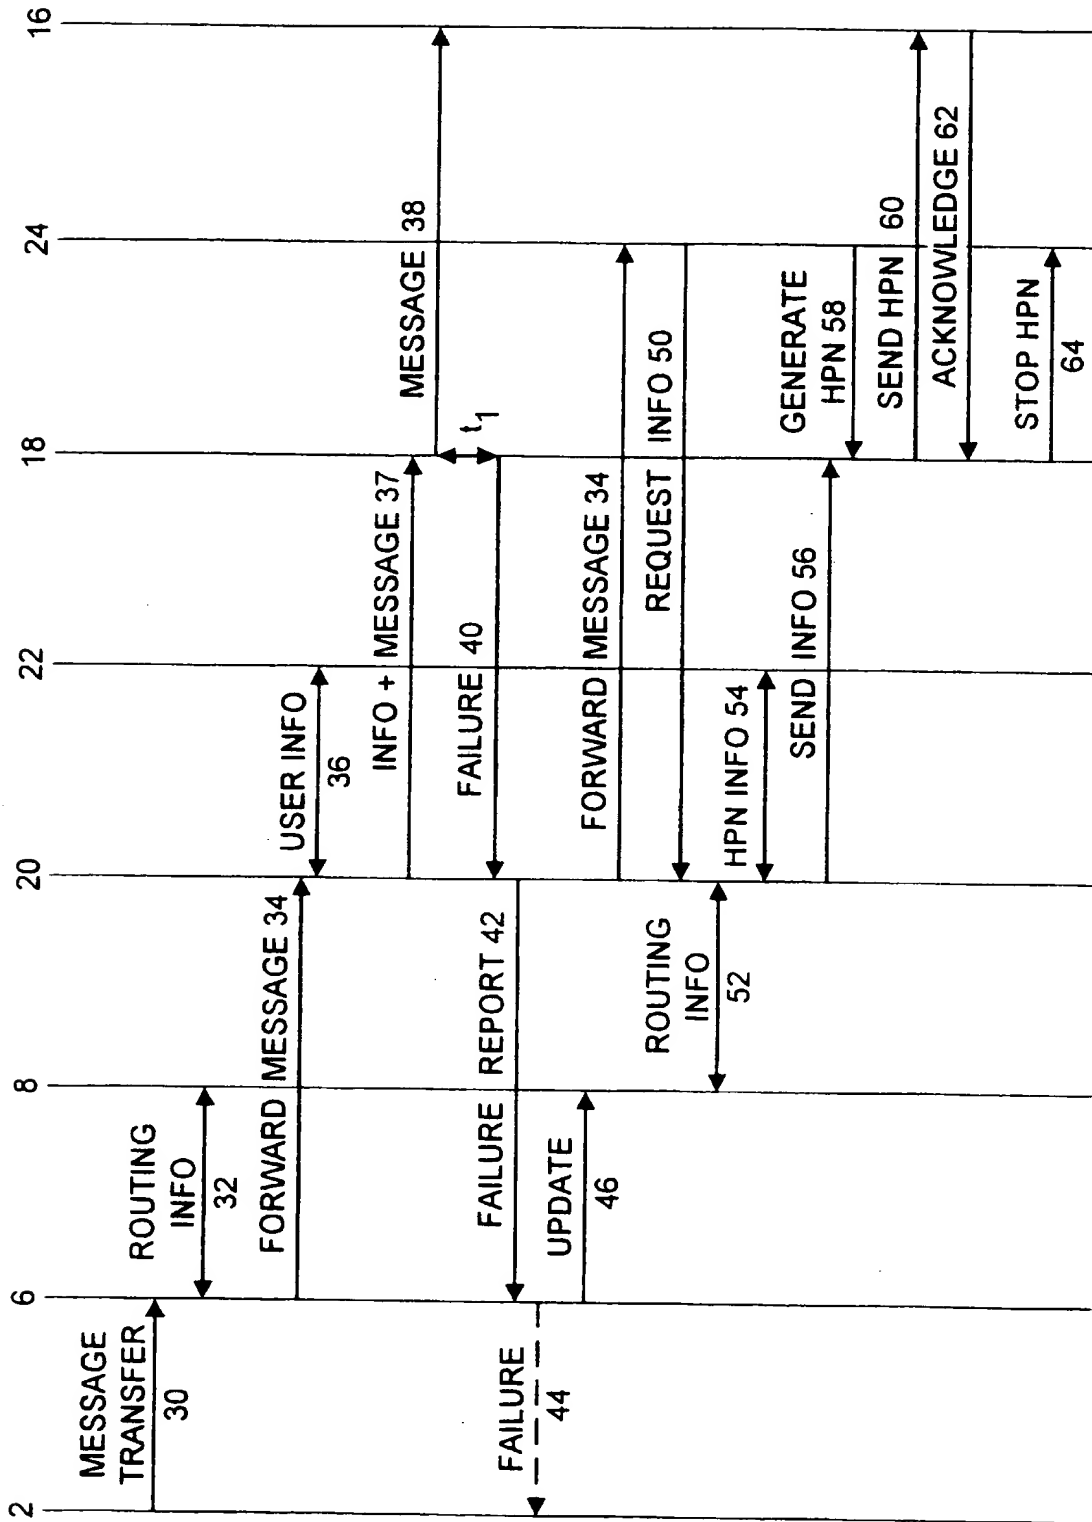 2
6
8
20
22
18
24
16
MESSAGE
TRANSFER
30
ROUTING
INFO
32
FORWARD MESSAGE 34
USER INFO
36
INFO + MESSAGE 37
MESSAGE 38
t1
FAILURE 40
FAILURE REPORT 42
FAILURE
44
UPDATE
46
FORWARD MESSAGE 34
REQUEST INFO 50
ROUTING
INFO
52
HPN INFO 54
SEND INFO 56
GENERATE
HPN 58
SEND HPN 60
ACKNOWLEDGE 62
STOP HPN
64